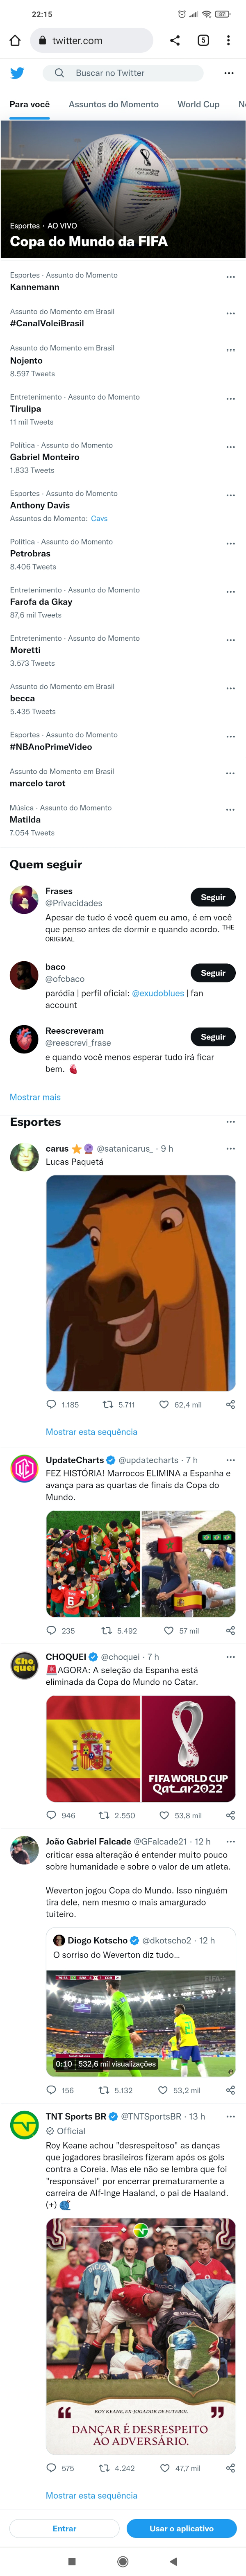 22:15
87
twitter.com
5
Buscar no Twitter
Para você Assuntos do Momento World Cup N
Esportes · AO VIVO
Copa do Mundo da FIFA
Esportes · Assunto do Momento
Kannemann
Assunto do Momento em Brasil
#CanalVoleiBrasil
Assunto do Momento em Brasil
Nojento
8.597 Tweets
Entretenimento · Assunto do Momento
Tirulipa
11 mil Tweets
Política · Assunto do Momento
Gabriel Monteiro
1.833 Tweets
Esportes · Assunto do Momento
Anthony Davis
Assuntos do Momento: Cavs
Política · Assunto do Momento
Petrobras
8.406 Tweets
Entretenimento · Assunto do Momento
Farofa da Gkay
87,6 mil Tweets
Entretenimento · Assunto do Momento
Moretti
3.573 Tweets
Assunto do Momento em Brasil
becca
5.435 Tweets
Esportes · Assunto do Momento
#NBAnoPrimeVideo
Assunto do Momento em Brasil
marcelo tarot
Música · Assunto do Momento
Matilda
7.054 Tweets
Quem seguir
Frases
@Privacidades
Seguir
Apesar de tudo é você quem eu amo, é em você
que penso antes de dormir e quando acordo. THE
ORIGINAL
baco
@ofcbaco
Seguir
paródia | perfil oficial: @exudoblues | fan
account
Reescreveram
@reescrevi_frase
Seguir
e quando você menos esperar tudo irá ficar
bem.
Mostrar mais
Esportes
carus @satanicarus_ · 9 h
Lucas Paquetá
1.185 5.711 62,4 mil
Mostrar esta sequência
UpdateCharts @updatecharts · 7 h
FEZ HISTÓRIA! Marrocos ELIMINA a Espanha e
avança para as quartas de finais da Copa do
Mundo.
6
235 5.492 57 mil
CHOQUEI @choquei · 7 h
Cho
quei
AGORA: A seleção da Espanha está
eliminada da Copa do Mundo no Catar.
FIFA WORLD CUP
Qatar2022
946 2.550 53,8 mil
João Gabriel Falcade @GFalcade21 · 12 h
criticar essa alteração é entender muito pouco
sobre humanidade e sobre o valor de um atleta.
Weverton jogou Copa do Mundo. Isso ninguém
tira dele, nem mesmo o mais amargurado
tuiteiro.
Diogo Kotscho @dkotscho2 · 12 h
O sorriso do Weverton diz tudo...
0:10 532,6 mil visualizações
156 5.132 53,2 mil
TNT Sports BR @TNTSportsBR · 13 h
Official
Roy Keane achou "desrespeitoso" as danças
que jogadores brasileiros fizeram após os gols
contra a Coreia. Mas ele não se lembra que foi
"responsável" por encerrar prematuramente a
carreira de Alf-Inge Haaland, o pai de Haaland.
(+)
9
ROY KEANE, EX-JOGADOR DE FUTEBOL
DANÇAR É DESRESPEITO
AO ADVERSÁRIO.
575 4.242 47,7 mil
Mostrar esta sequência
Entrar
Usar o aplicativo